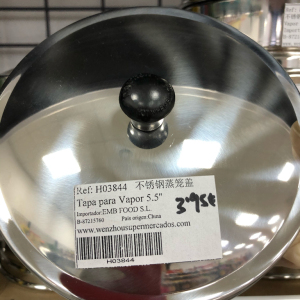 Ref: H03844 不锈钢蒸笼盖
Tapa para Vapor 5.5"
Importador:EMB FOOD S.L.
B-87215760 Pais origen:China
www.wenzhousupermercados.com
H03844
3'95€